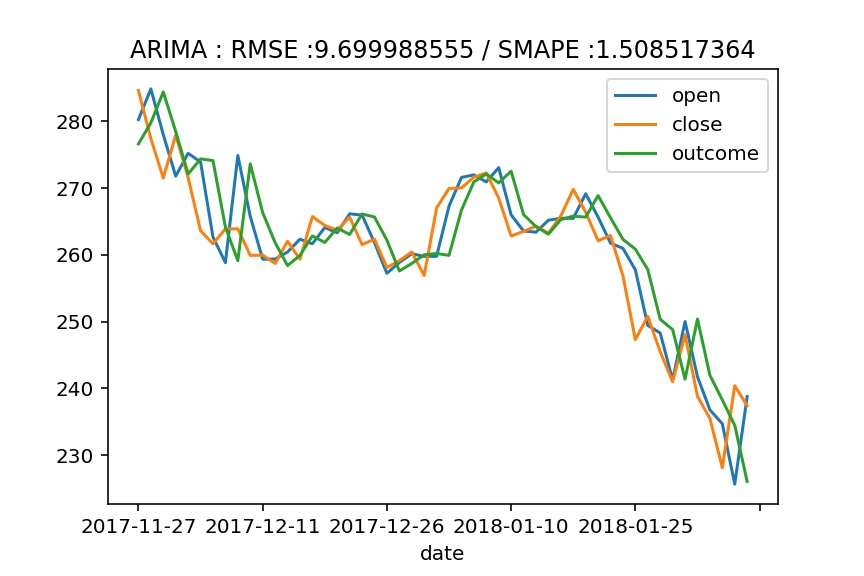 ARIMA : RMSE :9.699988555 / SMAPE :1.508517364
open
close
outcome
280
270
260
250
240
230
2017-11-27 2017-12-11 2017-12-26 2018-01-10 2018-01-25
date